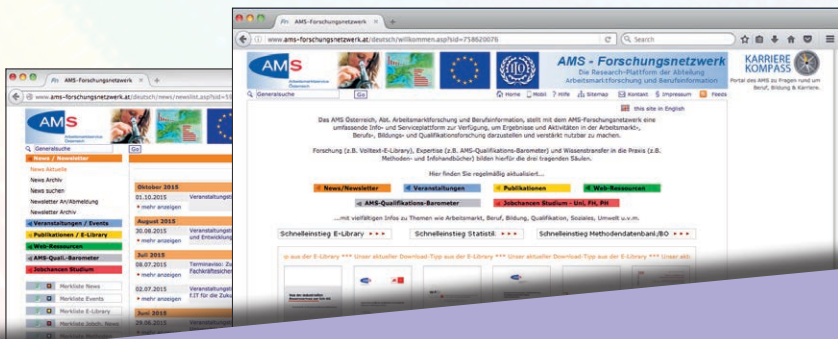 AMS-Forschungsnetzwerk
www.ams-forschungsnetzwerk.at/deutsch/news/newslist.asp?sid=
AMS
Arbeitsmarktservice
Österreich
Generalsuche
Go
News / Newsletter
News Aktuelle
News Archiv
News suchen
Newsletter An/Abmeldung
Newsletter Archiv
Veranstaltungen / Events
Publikationen / E-Library
Web-Ressourcen
AMS-Quali.-Barometer
Jobchancen Studium
Merkliste News
Merkliste Events
Merkliste E-Library
Merkliste Jobch. News
Oktober 2015
01.10.2015
mehr anzeigen
August 2015
20.08.2015
mehr anzeigen
und Entwicklung
Juli 2015
08.07.2015
mehr anzeigen
Fachkräftesicher
02.07.2015
mehr anzeigen
Juni 2015
29.06.2015
AMS-Forschungsnetzwerk
www.ams-forschungsnetzwerk.at/deutsch/willkommen.asp?sid=758620076
Search
AMS
Arbeitsmarktservice
Österreich
AMS - Forschungsnetzwerk
Die Research-Plattform der Abteilung
Arbeitsmarktforschung und Berufsinformation
KARRIERE
KOMPASS
Portal des AMS zu Fragen rund um
Beruf, Bildung & Karriere.
Generalsuche
Go
Home Mobil ? Hilfe Sitemap Kontakt § Impressum Feeds
this site in English
Das AMS Österreich, Abt. Arbeitsmarktforschung und Berufsinformation, stellt mit dem AMS-Forschungsnetzwerk eine
umfassende Info- und Serviceplattform zur Verfügung, um Ergebnisse und Aktivitäten in der Arbeitsmarkt-,
Berufs-, Bildungs- und Qualifikationsforschung darzustellen und verstärkt nutzbar zu machen.
Forschung (z.B. Volltext-E-Library), Expertise (z.B. AMS-Qualifikations-Barometer) und Wissenstransfer in die Praxis (z.B.
Methoden- und Infohandbücher) bilden hierfür die drei tragenden Säulen.
Hier finden Sie regelmäßig aktualisiert...
News/Newsletter
Veranstaltungen
Publikationen
Web-Ressourcen
AMS-Qualifikations-Barometer
Jobchancen Studium - Uni, FH, PH
...mit vielfältigen Infos zu Themen wie Arbeitsmarkt, Beruf, Bildung, Qualifikation, Soziales, Umwelt u.v.m.
Schnelleinstieg E-Library
Schnelleinstieg Statistik
Schnelleinstieg Methodendatenbank/BO
p aus der E-Library *** Unser aktueller Download-Tipp aus der E-Library *** Unser aktueller Download-Tipp aus der E-Library *** Unser akt